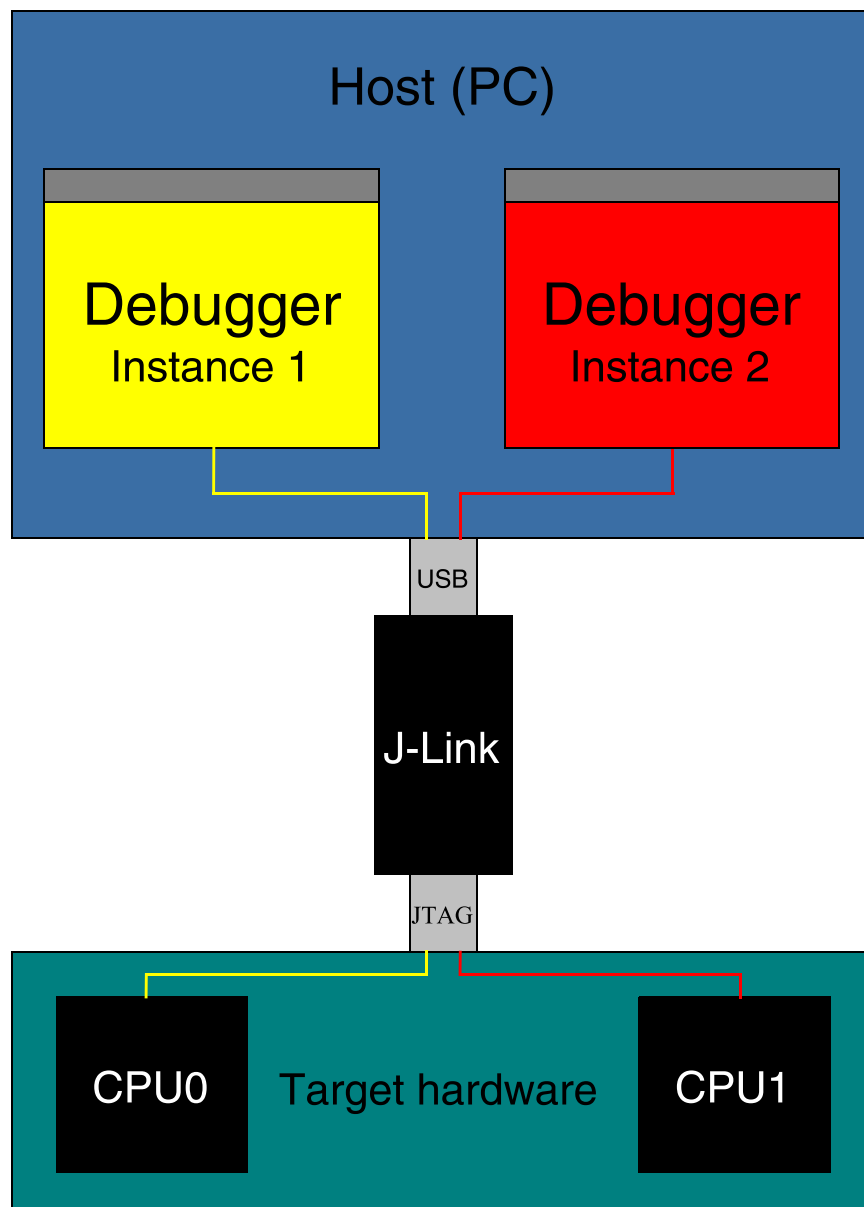 Host (PC)
Debugger
Instance 1
Debugger
Instance 2
USB
J-Link
JTAG
CPU0
Target hardware
CPU1